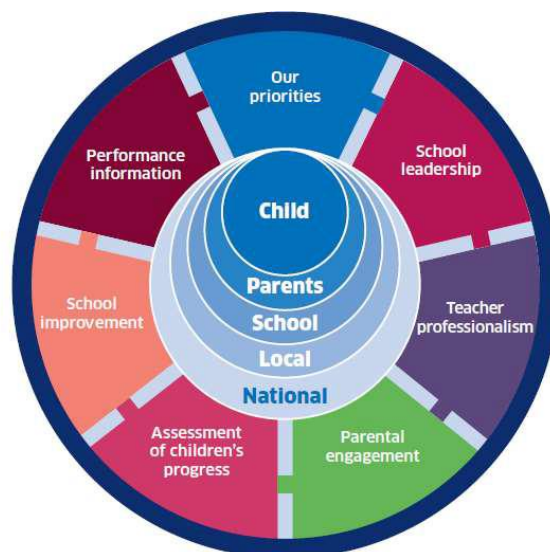 Our
priorities
School
leadership
Teacher
professionalism
Parental
engagement
Assessment
of children's
progress
School
improvement
Performance
information
Child
Parents
School
Local
National